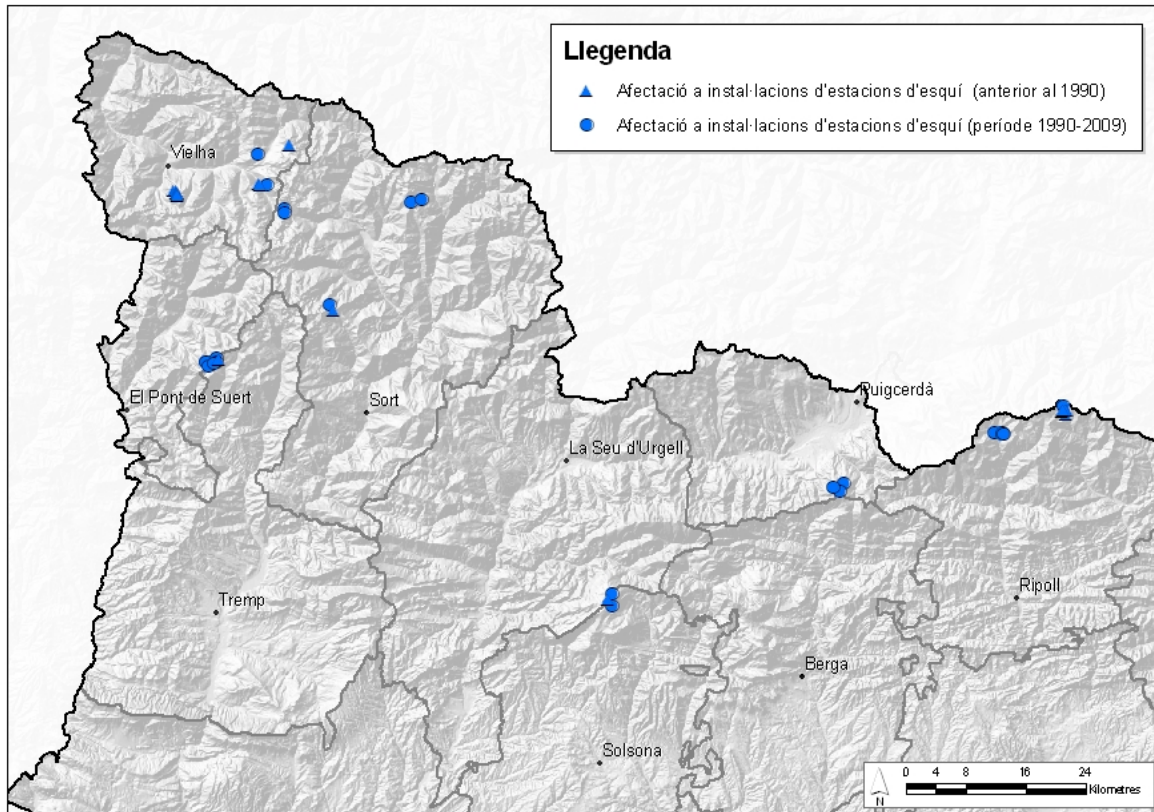 Llegenda
Afectació a instal·lacions d'estacions d'esquí (anterior al 1990)
Afectació a instal·lacions d'estacions d'esquí (període 1990-2009)
Vielha
El Pont de Suert
Sort
Puigcerdà
La Seu d'Urgell
Tremp
Ripoll
Berga
Solsona
0 4 8 16 24
Kilometres
N